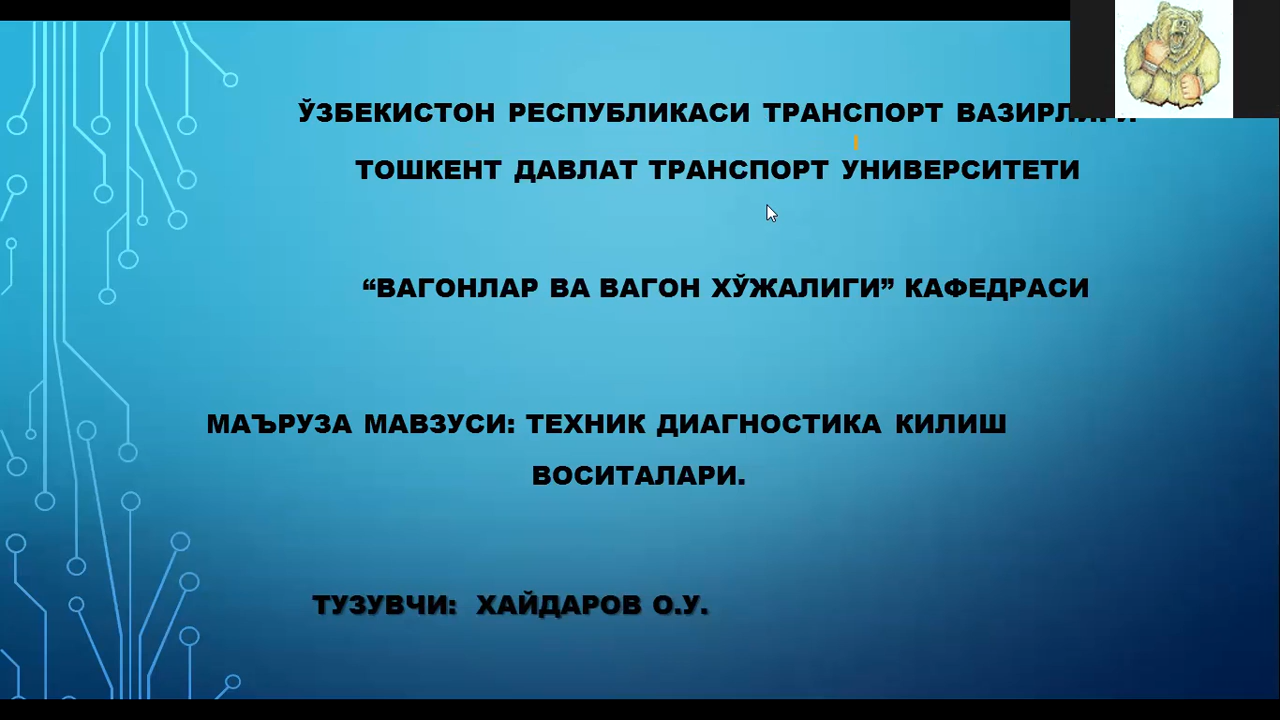 ЎЗБЕКИСТОН РЕСПУБЛИКАСИ ТРАНСПОРТ
ТОШКЕНТ ДАВЛАТ ТРАНСПОРТ УНИВЕРСИТЕТИ
“ВАГОНЛАР ВА ВАГОН ХЎЖАЛИГИ” КАФЕДРАСИ
МАЪРУЗА МАВЗУСИ: ТЕХНИК ДИАГНОСТИКА КИЛИШ
ВОСИТАЛАРИ.
ТУЗУВЧИ: ХАЙДАРОВ О.У.